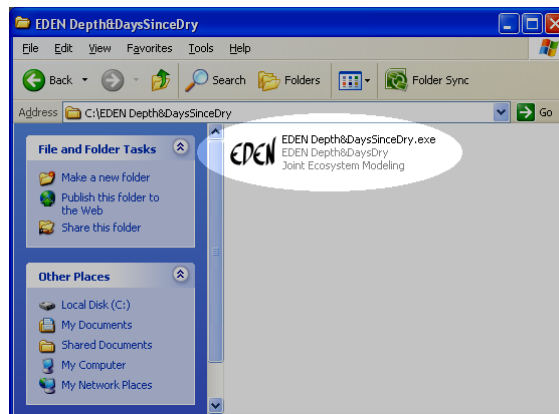 EDEN Depth&DaysSinceDry
File Edit View Favorites Tools Help
Back Search Folders Folder Sync
Address C:\EDEN Depth&DaysSinceDry Go
File and Folder Tasks
Make a new folder
Publish this folder to
the Web
Share this folder
Other Places
Local Disk (C:)
My Documents
Shared Documents
My Computer
My Network Places
EDEN
EDEN Depth&DaysSinceDry.exe
EDEN Depth&DaysDry
Joint Ecosystem Modeling